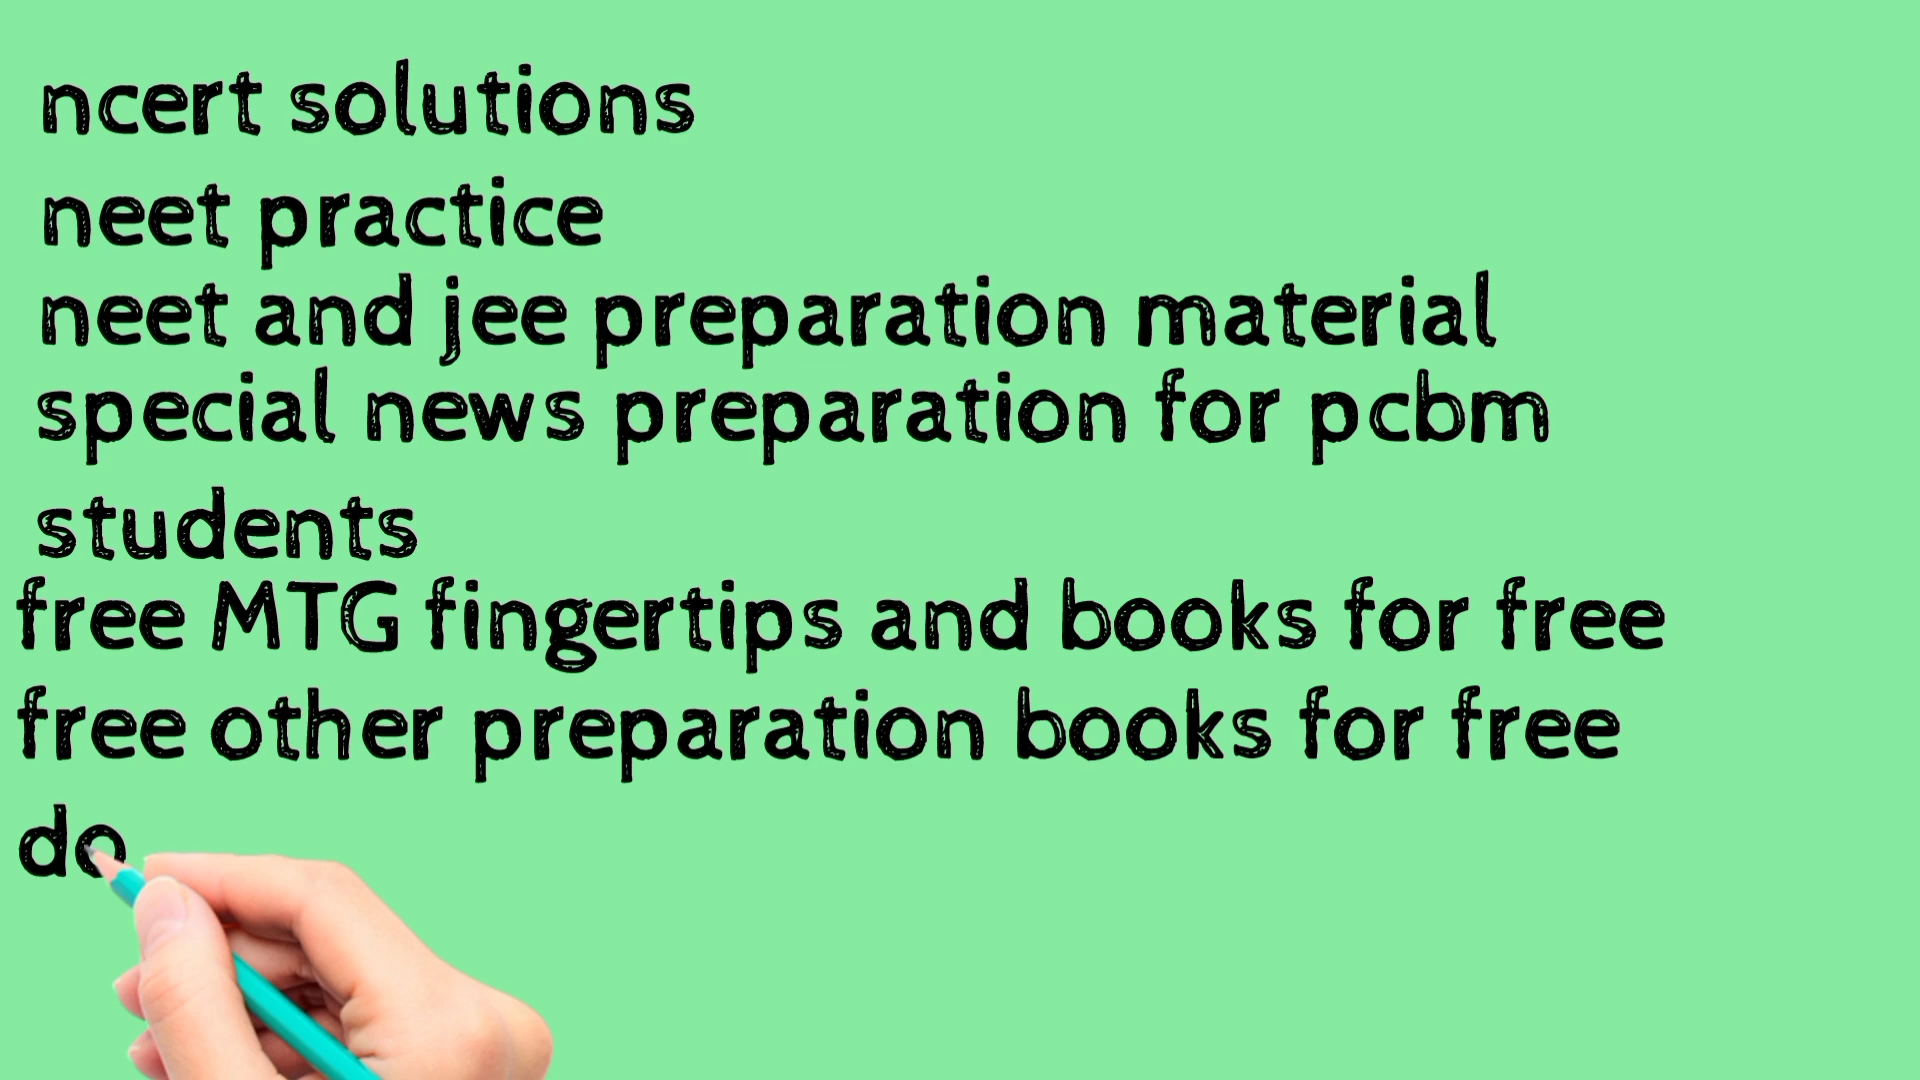 ncert solutions
neet practice
neet and jee preparation material
special news preparation for pcbm
students
free MTG fingertips and books for free
free other preparation books for free
do